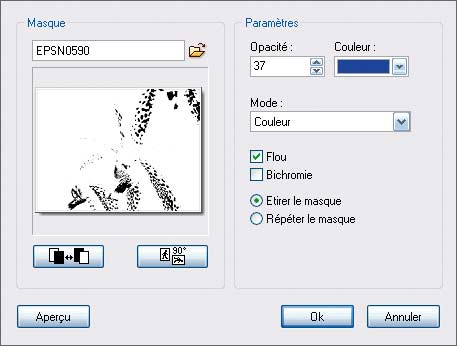 Masque
EPSN0590
90°
Aperçu
Paramètres
Opacité :
Couleur :
37
Mode :
Couleur
Flou
Bichromie
Etirer le masque
Répéter le masque
Ok
Annuler